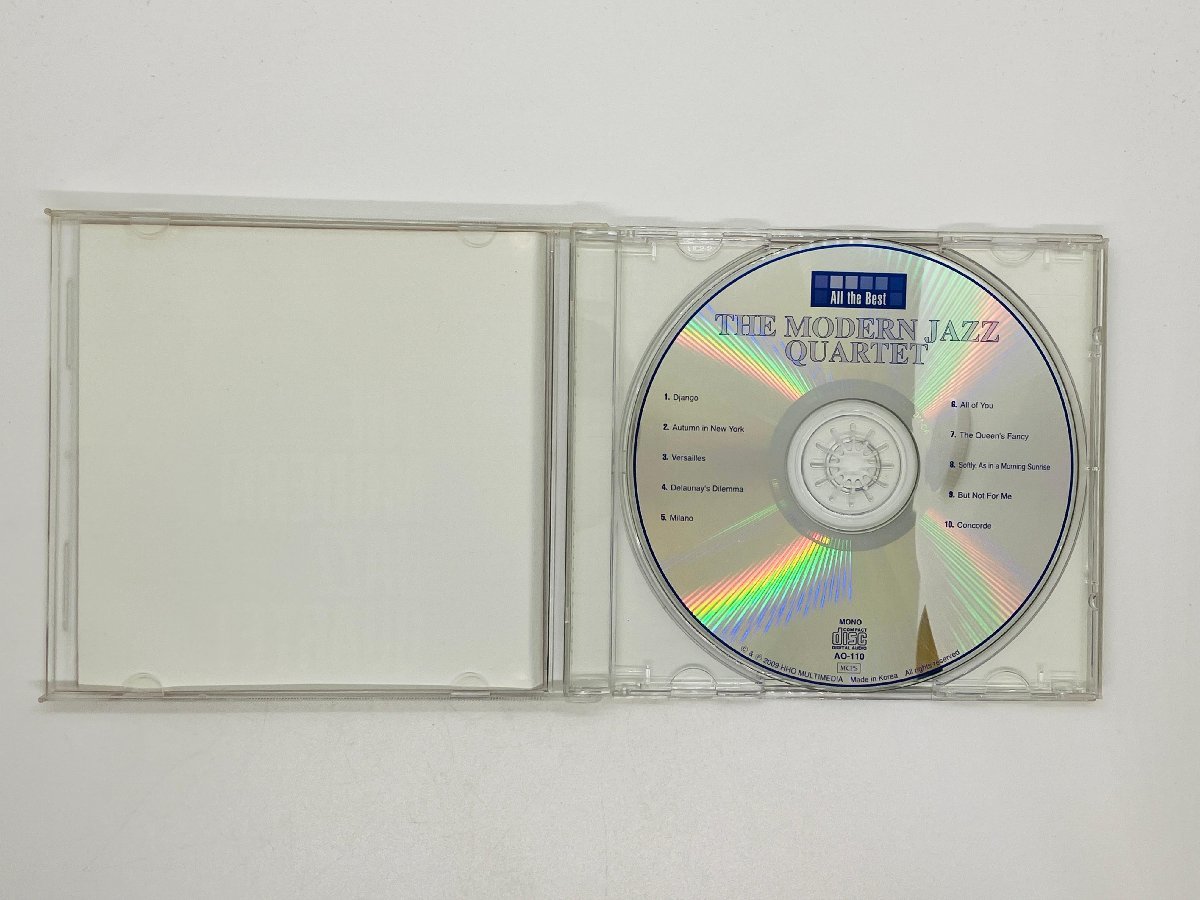 All the Best
THE MODERN JAZZ
QUARTET
1. Django
2. Autumn in New York
3. Versailles
4. Delaunay's Dilemma
5. Milano
6. All of You
7. The Queen's Fancy
8. Softly, As in a Morning Sunrise
9. But Not For Me
10. Concorde
MONO
COMPACT
disc
DIGITAL AUDIO
AO-110
MCPS
© & ℗ 2009 HHO MULTIMEDIA Made in Korea All rights reserved